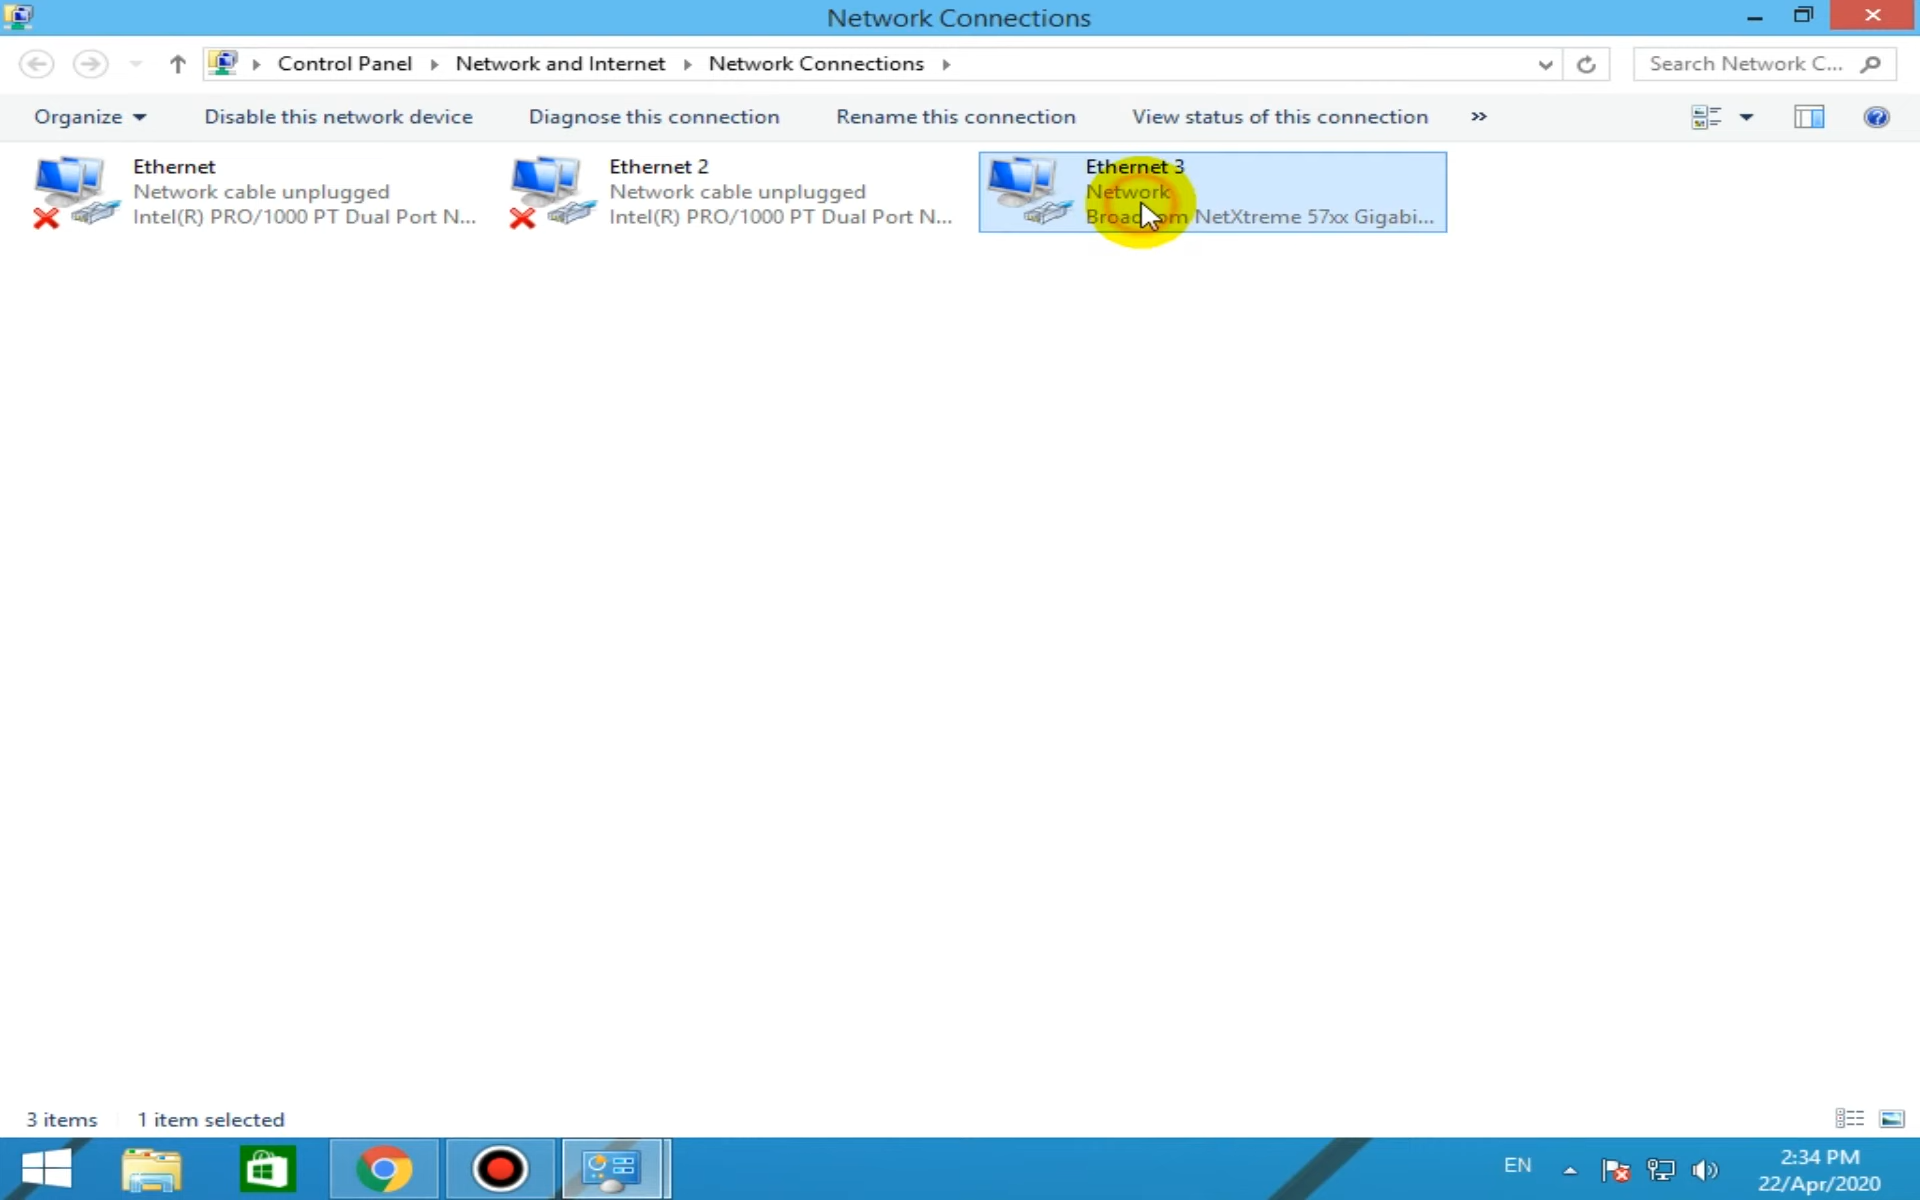 Network Connections
Control Panel Network and Internet Network Connections
Search Network C...
Organize Disable this network device Diagnose this connection Rename this connection View status of this connection »
Ethernet
Network cable unplugged
Intel(R) PRO/1000 PT Dual Port N...
Ethernet 2
Network cable unplugged
Intel(R) PRO/1000 PT Dual Port N...
Ethernet 3
Network
Broadcom NetXtreme 57xx Gigabi...
3 items 1 item selected
EN
2:34 PM
22/Apr/2020